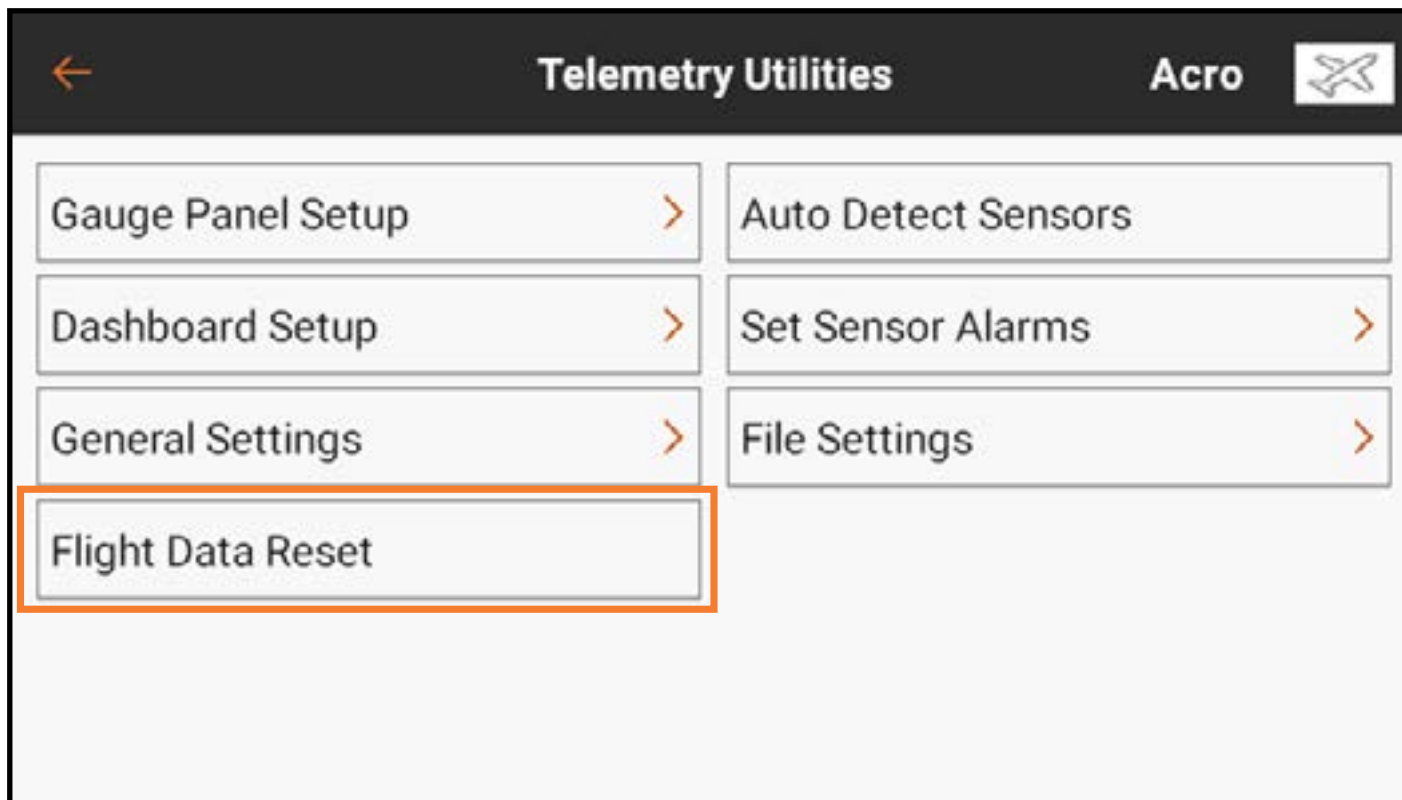 Telemetry Utilities Acro
Gauge Panel Setup
Auto Detect Sensors
Dashboard Setup
Set Sensor Alarms
General Settings
File Settings
Flight Data Reset